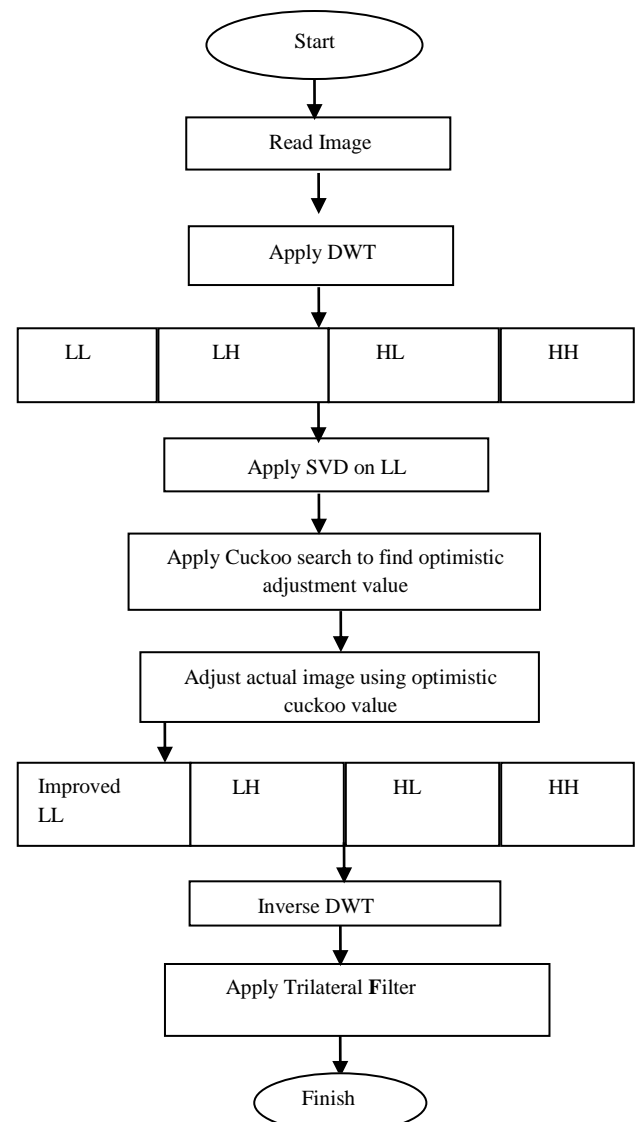 Start
Read Image
Apply DWT
LL LH HL HH
Apply SVD on LL
Apply Cuckoo search to find optimistic
adjustment value
Adjust actual image using optimistic
cuckoo value
Improved LH HL HH
LL
Inverse DWT
Apply Trilateral Filter
Finish